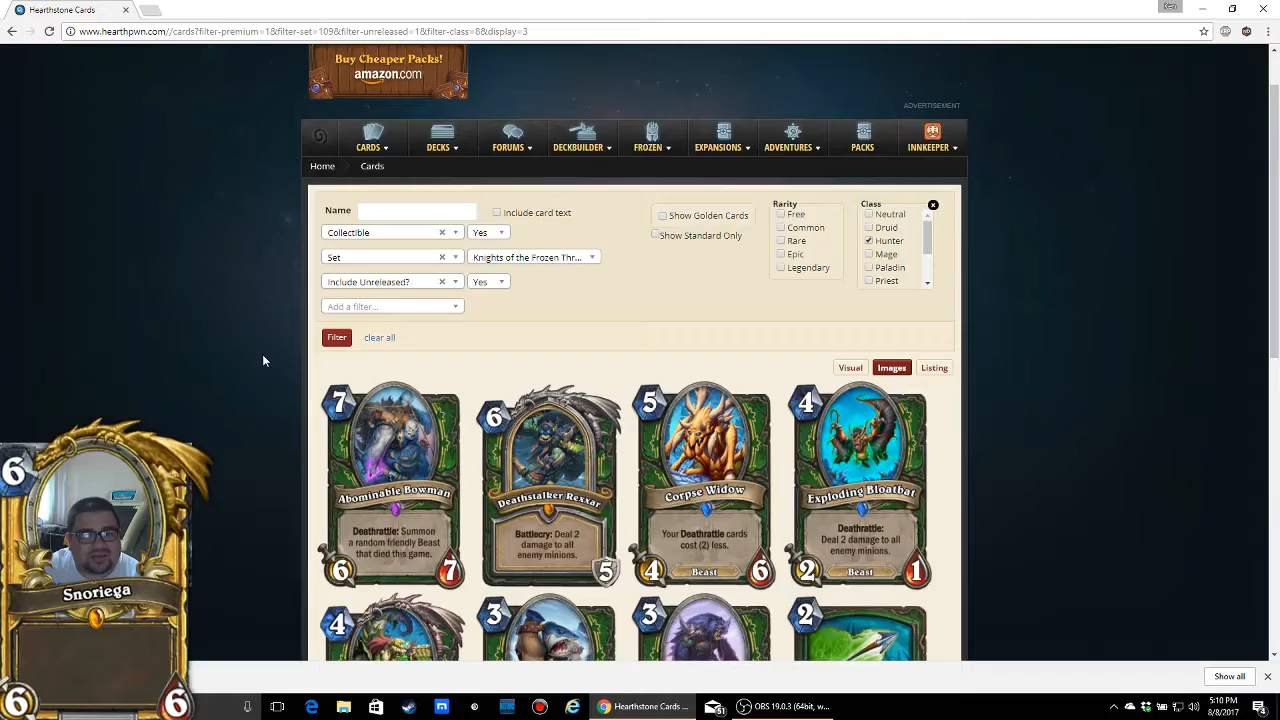 Hearthstone Cards
Ken
www.hearthpwn.com/cards?filter-premium=1&filter-set=109&filter-unreleased=1&filter-class=8&display=3
Buy Cheaper Packs!
amazon.com
ADVERTISEMENT
CARDS DECKS FORUMS DECKBUILDER FROZEN EXPANSIONS ADVENTURES PACKS INNKEEPER
Home Cards
Name Include card text
Collectible Yes
Set Knights of the Frozen Thr...
Include Unreleased? Yes
Add a filter...
Show Golden Cards
Show Standard Only
Rarity
Free
Common
Rare
Epic
Legendary
Class
Neutral
Druid
Hunter
Mage
Paladin
Priest
Filter clear all
Visual Images Listing
7
Abominable Bowman
Deathrattle: Summon
a random friendly Beast
that died this game.
6 7
6
Deathstalker Rexxar
Battlecry: Deal 2
damage to all
enemy minions.
5
5
Corpse Widow
Your Deathrattle cards
cost (2) less.
4 Beast 6
4
Exploding Bloatbat
Deathrattle:
Deal 2 damage to all
enemy minions.
2 Beast 1
4 3 3 2
6
Snoriega
6 6
Show all
Hearthstone Cards ...
51
OBS 19.0.3 (64bit, w...
5:10 PM
8/8/2017